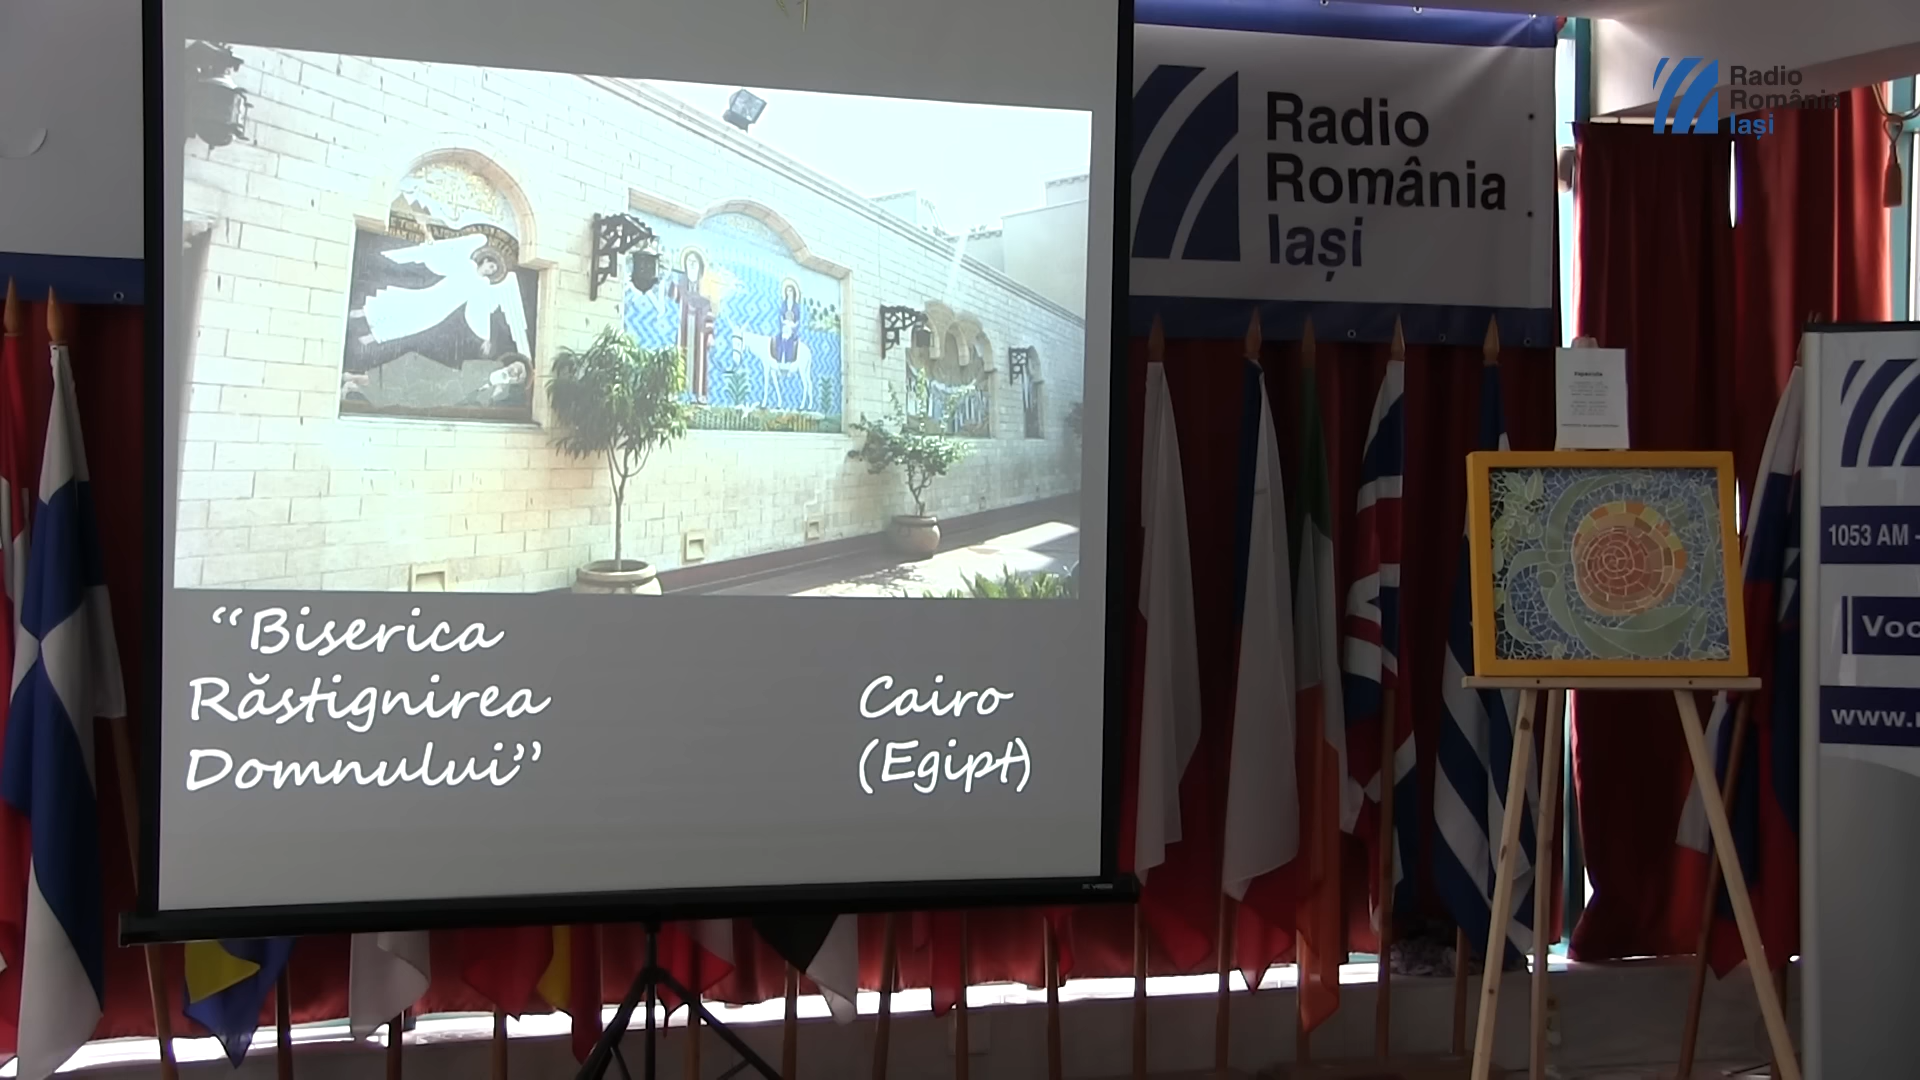 “Biserica
Răstignirea
Domnului”
Cairo
(Egipt)
Radio
România
Iași
Radio
România
Iași
1053 AM -
Voc
www.